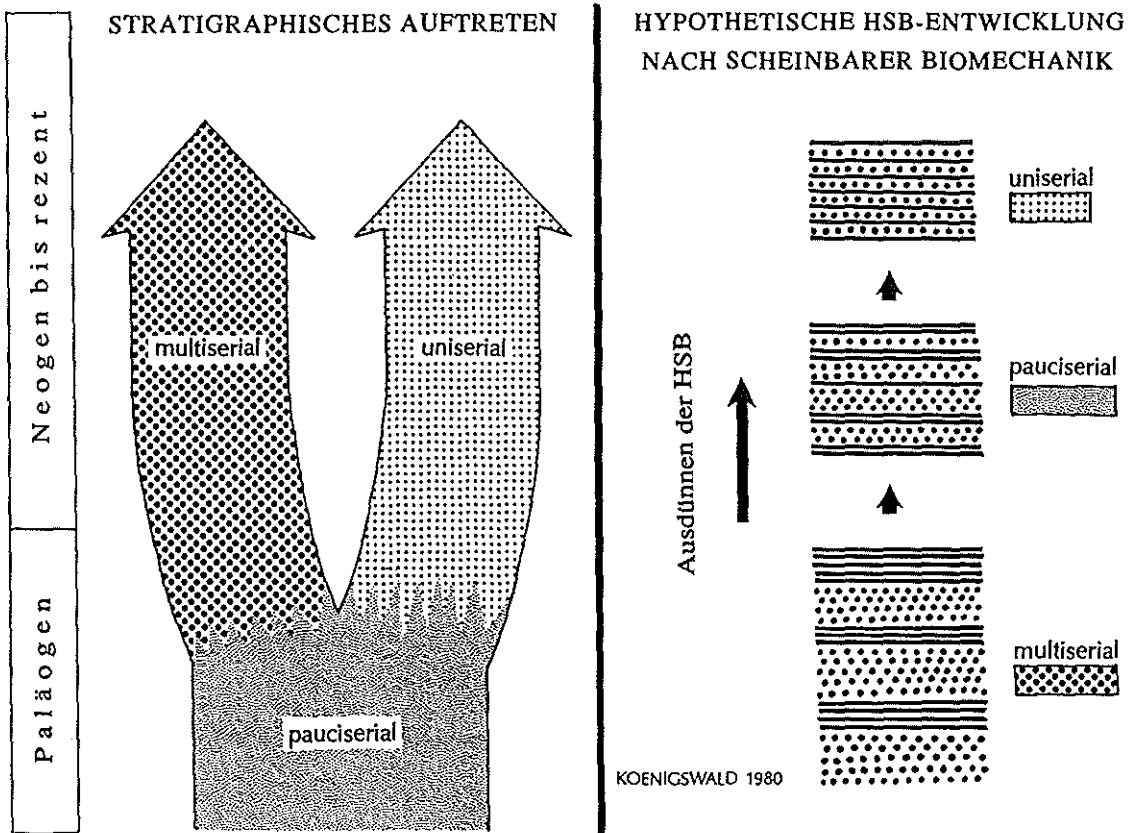 STRATIGRAPHISCHES AUFTRETEN
Neogen bis rezent
Paläogen
multiserial
uniserial
pauciserial
HYPOTHETISCHE HSB-ENTWICKLUNG
NACH SCHEINBARER BIOMECHANIK
Ausdünnen der HSB
uniserial
pauciserial
multiserial
KOENIGSWALD 1980